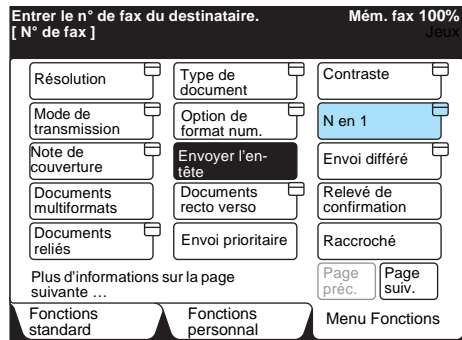 Entrer le n° de fax du destinataire. Mém. fax 100%
[ N° de fax ] Jeux
Résolution
Type de
document
Contraste
Mode de
transmission
Option de
format num.
N en 1
Note de
couverture
Envoyer l'en-
tête
Envoi différé
Documents
multiformats
Documents
recto verso
Relevé de
confirmation
Documents
reliés
Envoi prioritaire
Raccroché
Plus d'informations sur la page
suivante …
Page
préc.
Page
suiv.
Fonctions
standard
Fonctions
personnal
Menu Fonctions